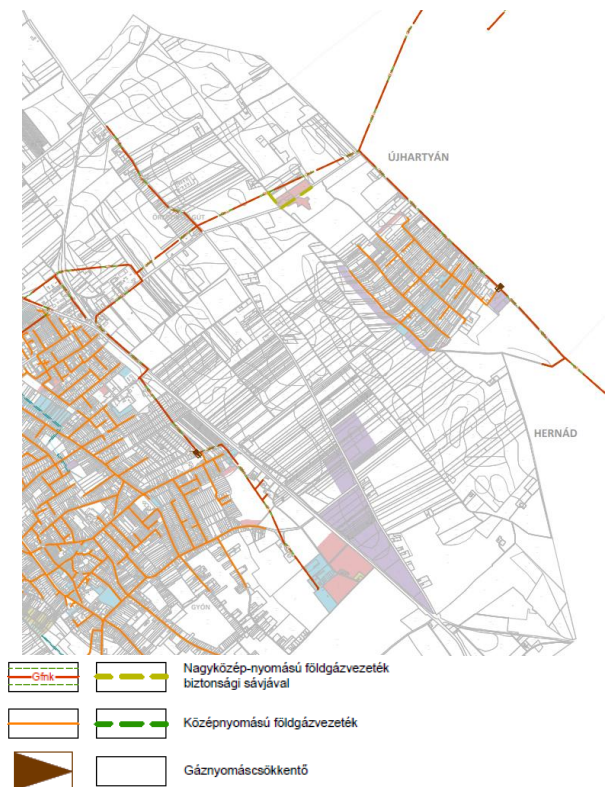 ÚJHARTYÁN
HERNÁD
GYÓN
Gfnk
Nagyközép-nyomású földgázvezeték
biztonsági sávjával
Középnyomású földgázvezeték
Gáznyomáscsökkentő